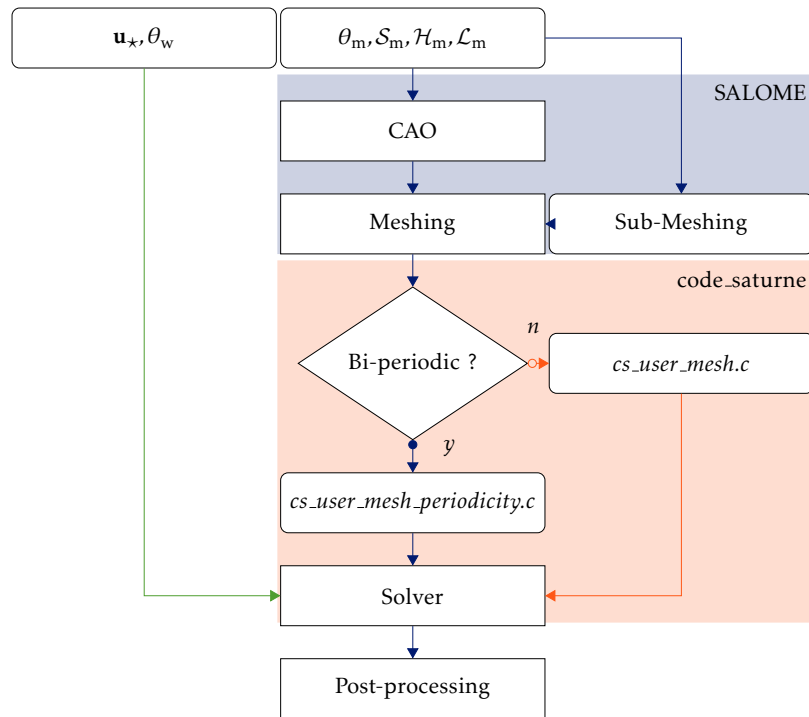 u⋆,θw
θm,𝒮m,ℋm,ℒm
SALOME
CAO
Meshing
Sub-Meshing
code_saturne
n
Bi-periodic ?
cs_user_mesh.c
y
cs_user_mesh_periodicity.c
Solver
Post-processing